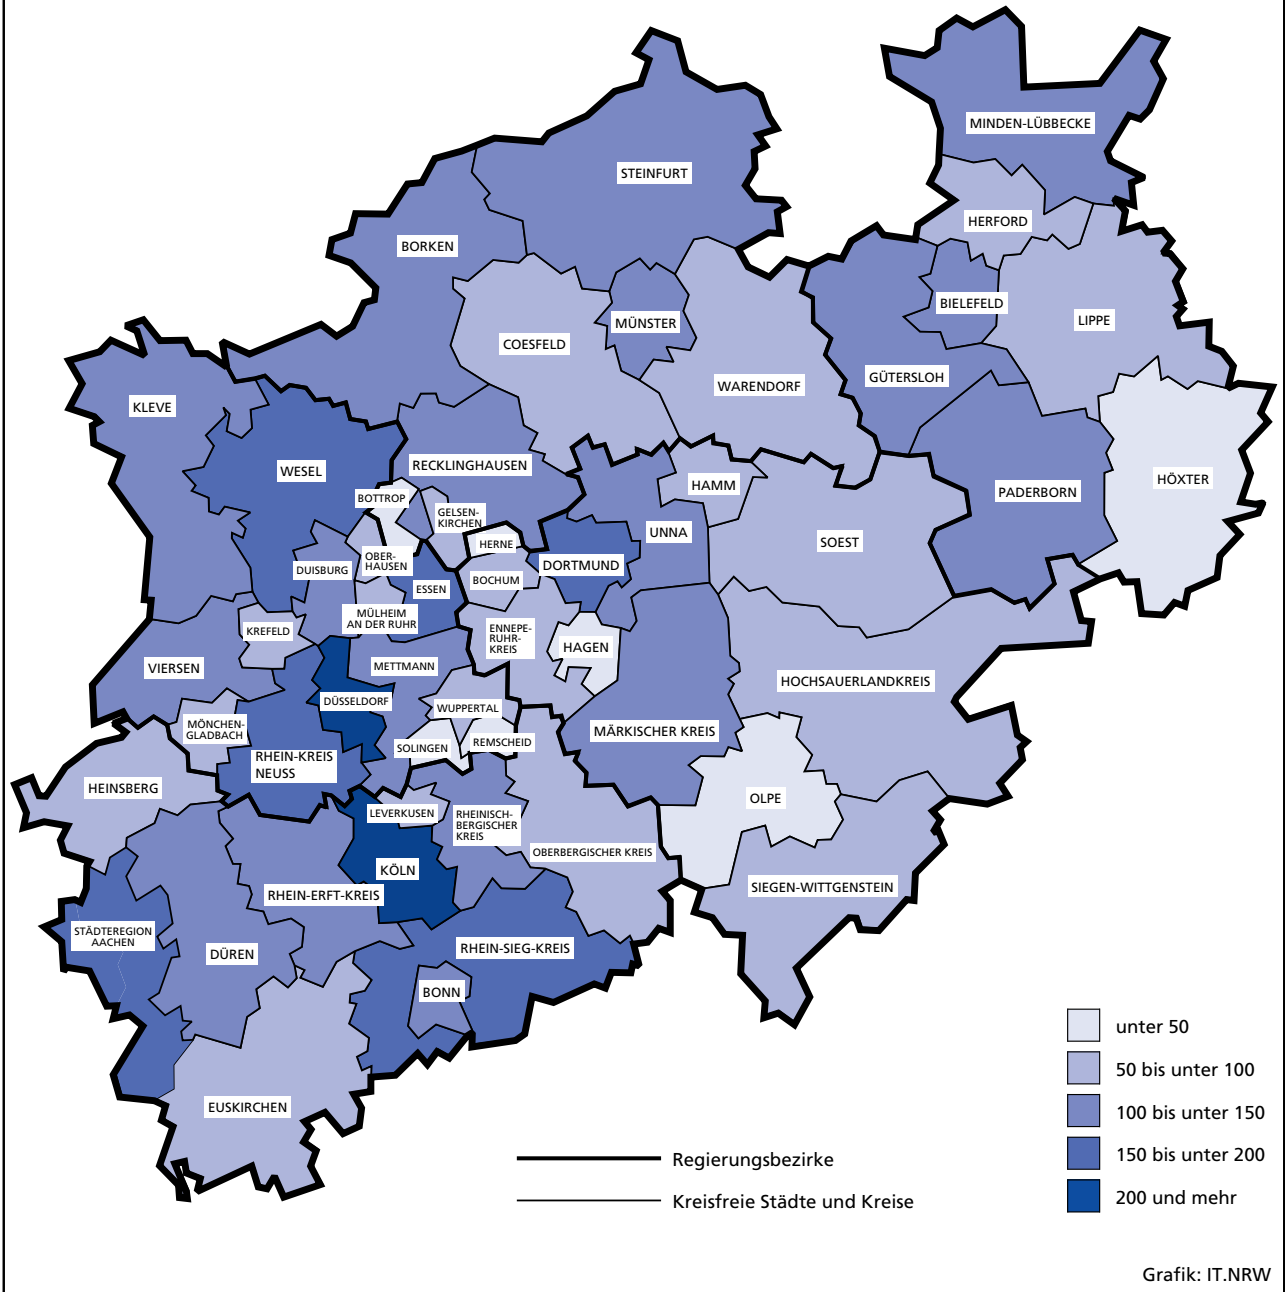 MINDEN-LÜBBECKE
STEINFURT
HERFORD
BORKEN
BIELEFELD
MÜNSTER
LIPPE
COESFELD
GÜTERSLOH
WARENDORF
KLEVE
RECKLINGHAUSEN
WESEL
HÖXTER
HAMM
PADERBORN
BOTTROP
GELSEN-
KIRCHEN
UNNA
SOEST
HERNE
OBER-
HAUSEN
DORTMUND
DUISBURG
BOCHUM
ESSEN
MÜLHEIM
AN DER RUHR
KREFELD
ENNEPE-
RUHR-
KREIS
HAGEN
VIERSEN
METTMANN
HOCHSAUERLANDKREIS
DÜSSELDORF
WUPPERTAL
MÖNCHEN-
GLADBACH
MÄRKISCHER KREIS
SOLINGEN
REMSCHEID
RHEIN-KREIS
NEUSS
HEINSBERG
OLPE
LEVERKUSEN
RHEINISCH-
BERGISCHER
KREIS
OBERBERGISCHER KREIS
KÖLN
SIEGEN-WITTGENSTEIN
RHEIN-ERFT-KREIS
STÄDTEREGION
AACHEN
RHEIN-SIEG-KREIS
DÜREN
BONN
EUSKIRCHEN
unter 50
50 bis unter 100
100 bis unter 150
150 bis unter 200
200 und mehr
Regierungsbezirke
Kreisfreie Städte und Kreise
Grafik: IT.NRW